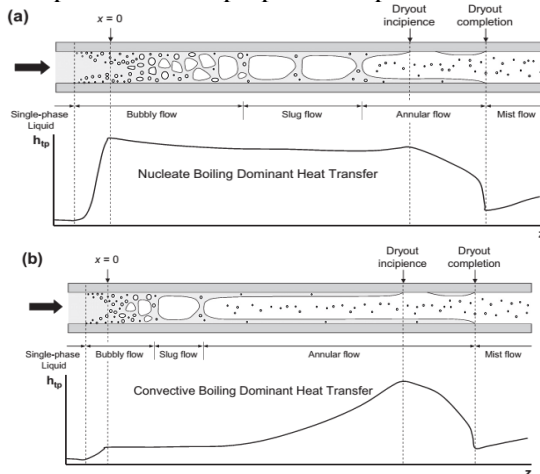 (a)
x = 0
Dryout incipience
Dryout completion
Single-phase Liquid
Bubbly flow
Slug flow
Annular flow
Mist flow
htp
Nucleate Boiling Dominant Heat Transfer
z
(b)
x = 0
Dryout incipience
Dryout completion
Single-phase Liquid
Bubbly flow
Slug flow
Annular flow
Mist flow
htp
Convective Boiling Dominant Heat Transfer
z